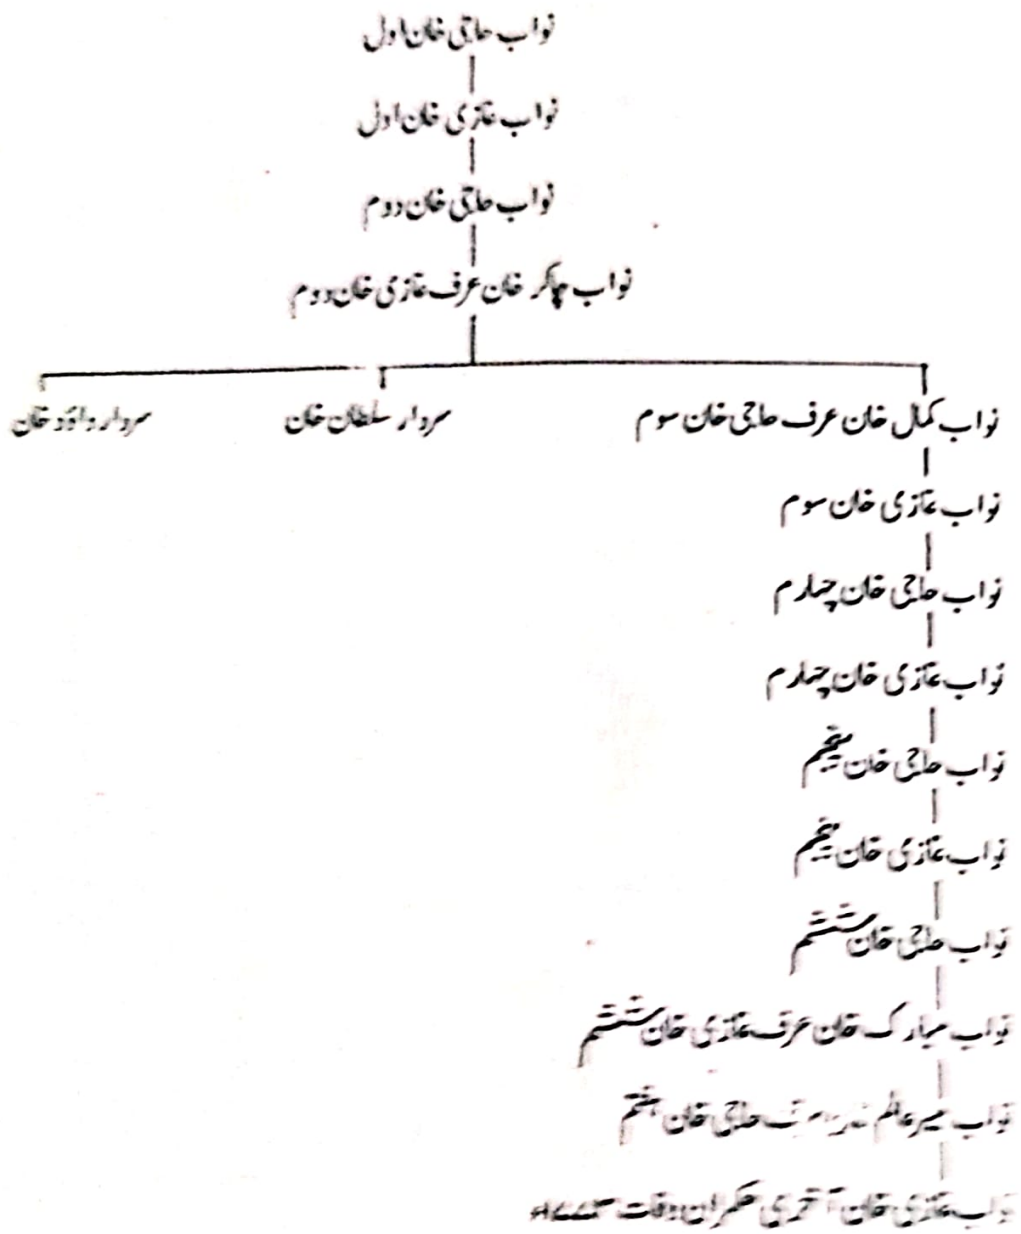 نواب حاجی خان اول
نواب غازی خان اول
نواب حاجی خان دوم
نواب چاکر خان عرف غازی خان دوم
نواب کمال خان عرف حاجی خان سوم
سردار سلطان خان
سردار داؤد خان
نواب غازی خان سوم
نواب حاجی خان چہارم
نواب غازی خان چہارم
نواب حاجی خان پنجم
نواب غازی خان پنجم
نواب حاجی خان ششم
نواب مبارک خان عرف غازی خان ششم
نواب میر عالم عرف حاجی خان ہفتم
نواب غازی خان آخری حکمران وفات